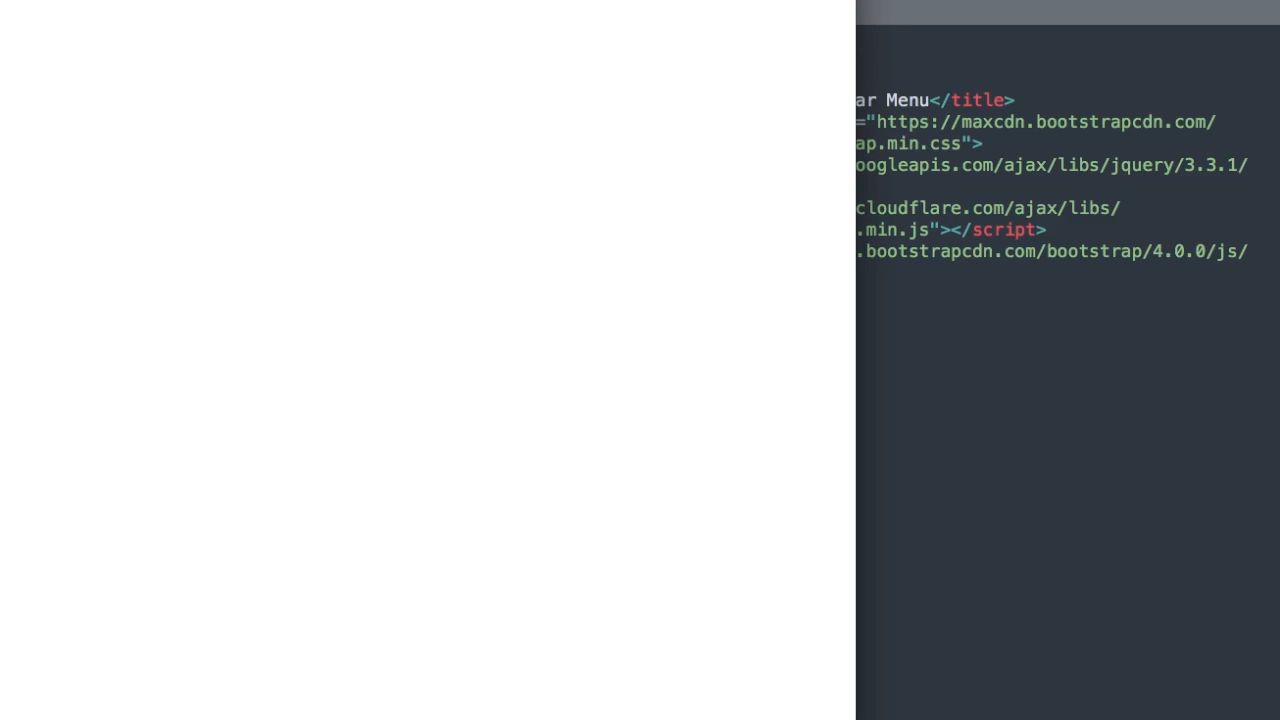 ar Menu</title>
="https://maxcdn.bootstrapcdn.com/
ap.min.css">
oogleapis.com/ajax/libs/jquery/3.3.1/
cloudflare.com/ajax/libs/
.min.js"></script>
.bootstrapcdn.com/bootstrap/4.0.0/js/